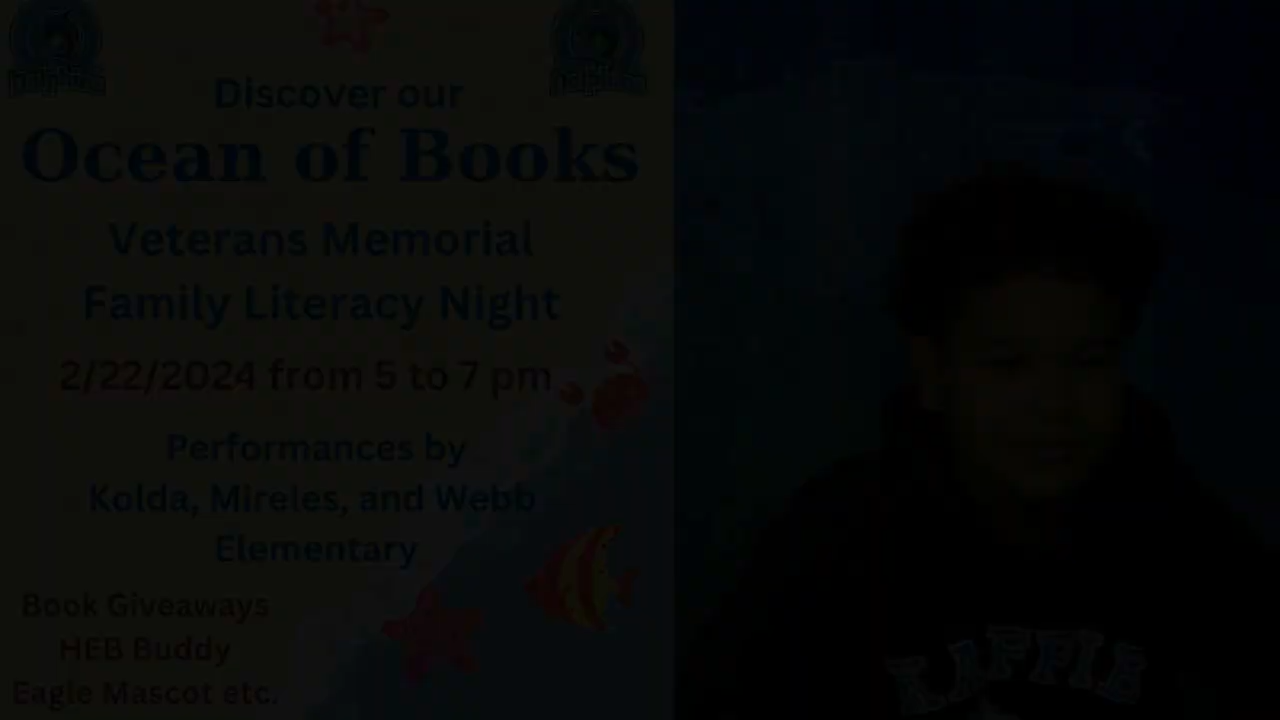 Discover our
Ocean of Books
Veterans Memorial
Family Literacy Night
2/22/2024 from 5 to 7 pm
Performances by
Kolda, Mireles, and Webb
Elementary
Book Giveaways
HEB Buddy
Eagle Mascot etc.